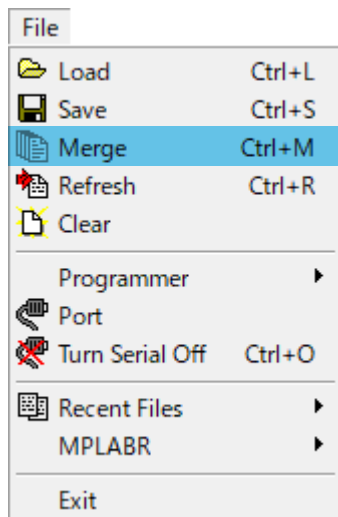 File
Load Ctrl+L
Save Ctrl+S
Merge Ctrl+M
Refresh Ctrl+R
Clear
Programmer
Port
Turn Serial Off Ctrl+O
Recent Files
MPLABR
Exit